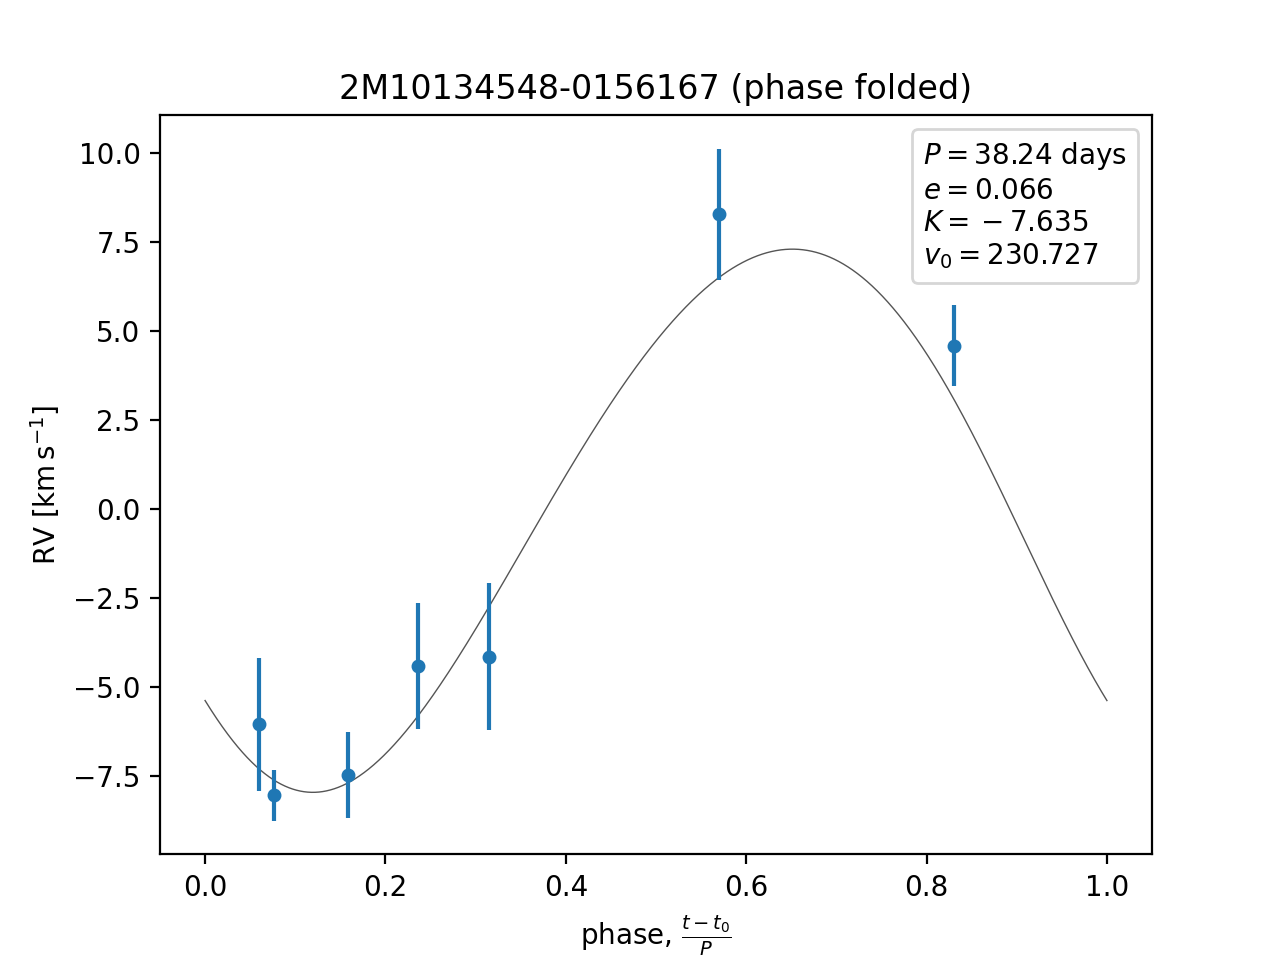 2M10134548-0156167 (phase folded)
P = 38.24 days
e = 0.066
K = −7.635
v₀ = 230.727
10.0
7.5
5.0
2.5
0.0
−2.5
−5.0
−7.5
RV [km s⁻¹]
0.0 0.2 0.4 0.6 0.8 1.0
phase, (t − t₀)/P